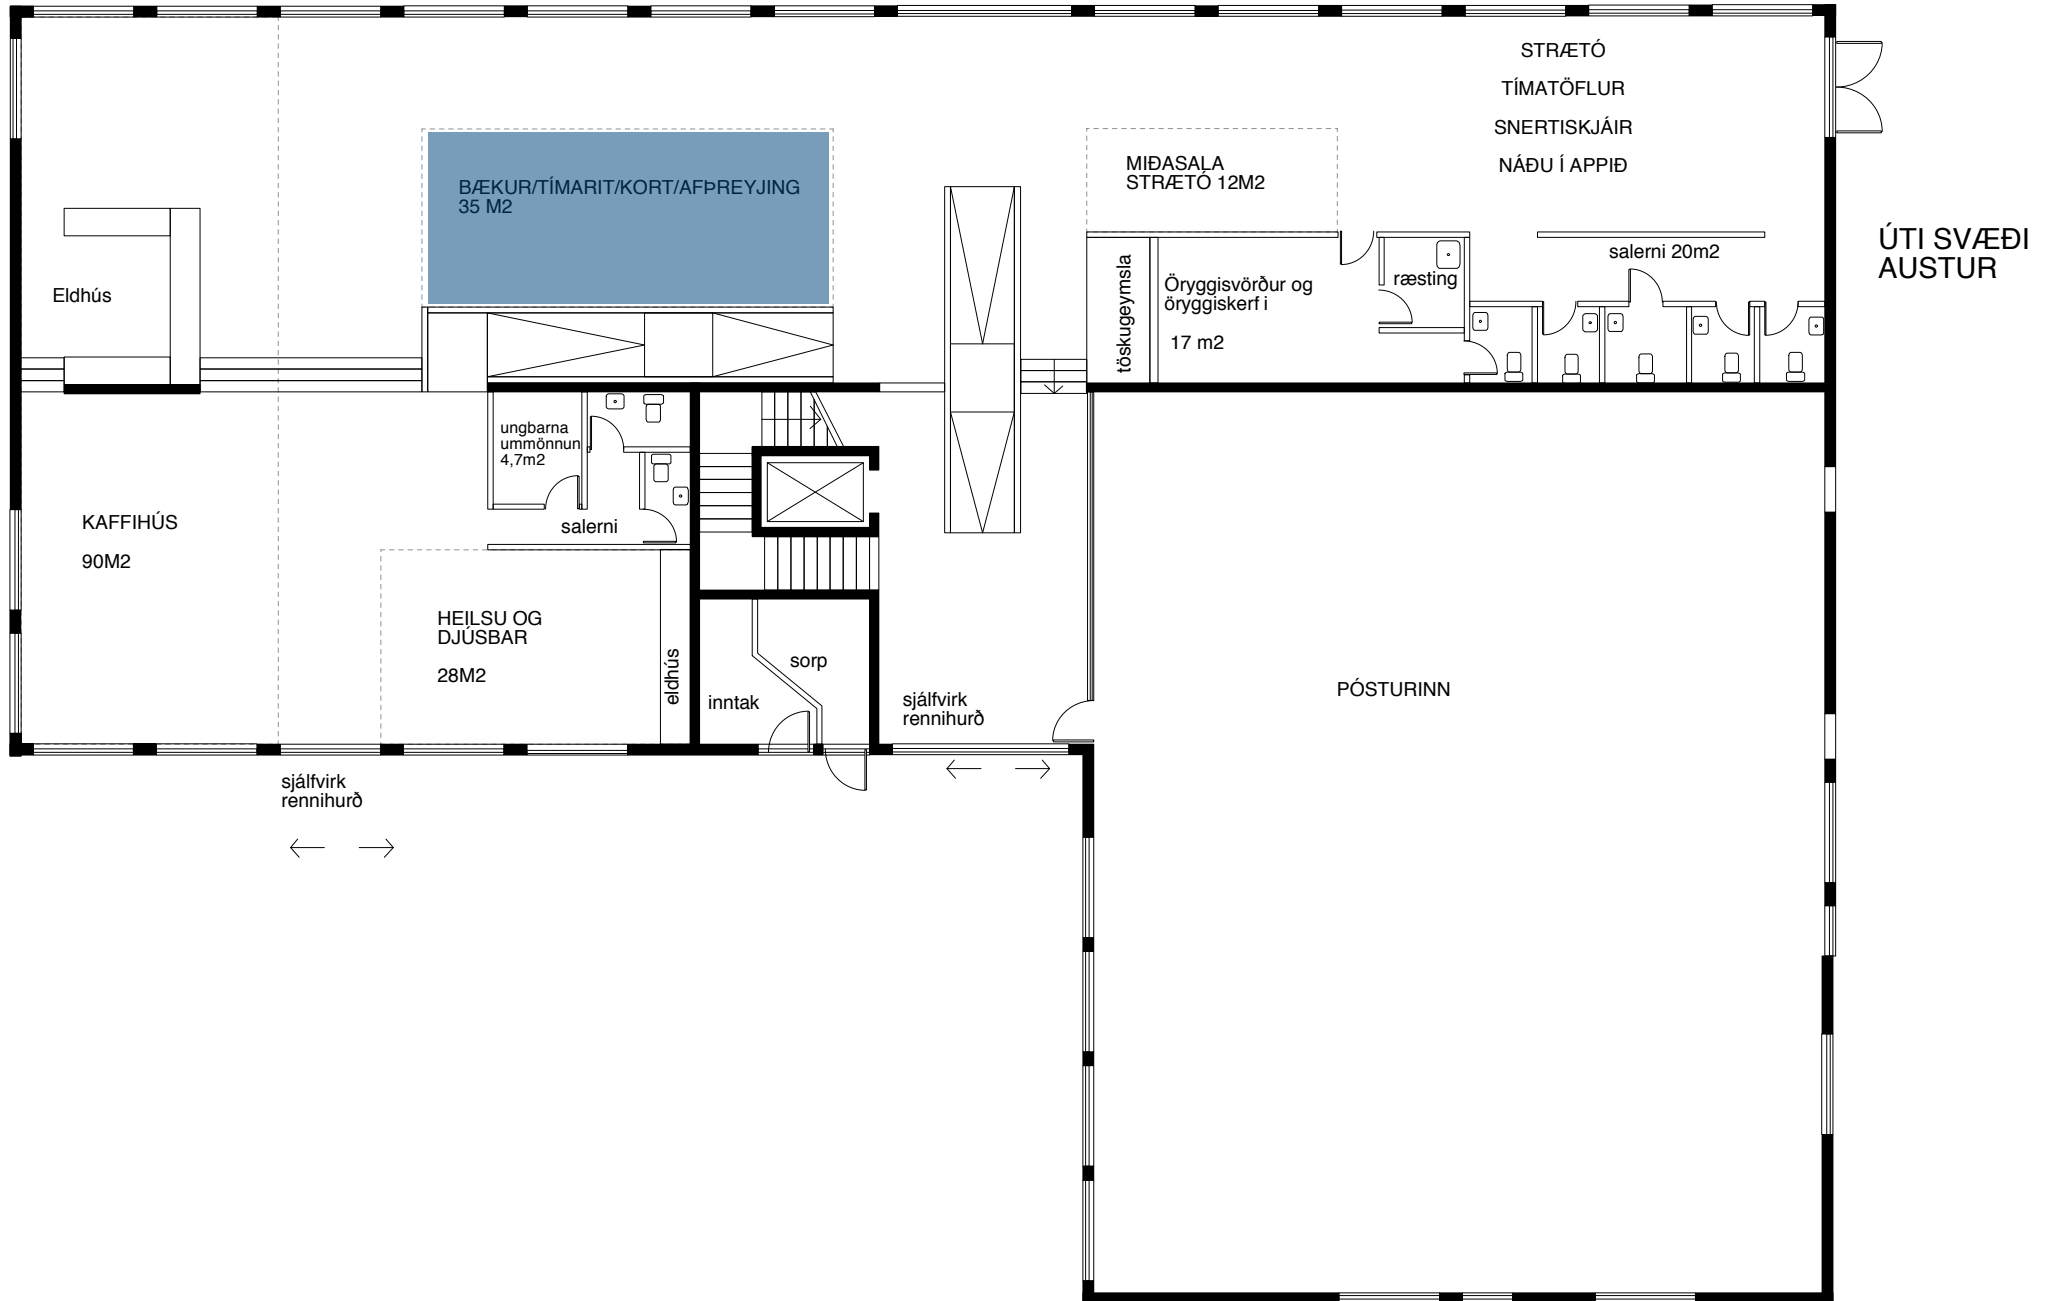 STRÆTÓ
TÍMATÖFLUR
SNERTISKJÁIR
NÁÐU Í APPIÐ
BÆKUR/TÍMARIT/KORT/AFÞREYJING
35 M2
MIÐASALA
STRÆTÓ 12M2
ÚTI SVÆÐI
AUSTUR
salerni 20m2
Eldhús
töskugeymsla
Öryggisvörður og
öryggiskerf i
17 m2
ræsting
ungbarna
ummönnun
4,7m2
salerni
KAFFIHÚS
90M2
HEILSU OG
DJÚSBAR
28M2
eldhús
sorp
inntak
sjálfvirk
rennihurð
PÓSTURINN
sjálfvirk
rennihurð